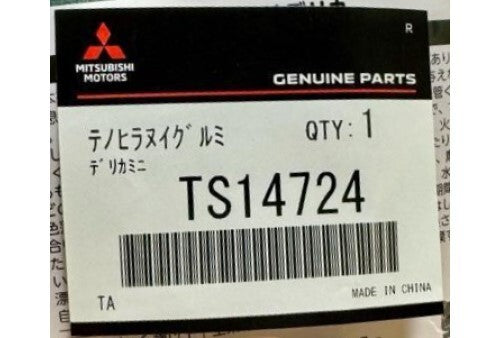 R
MITSUBISHI
MOTORS
GENUINE PARTS
テノヒラヌイグルミ QTY: 1
デリカミニ
TS14724
TA MADE IN CHINA